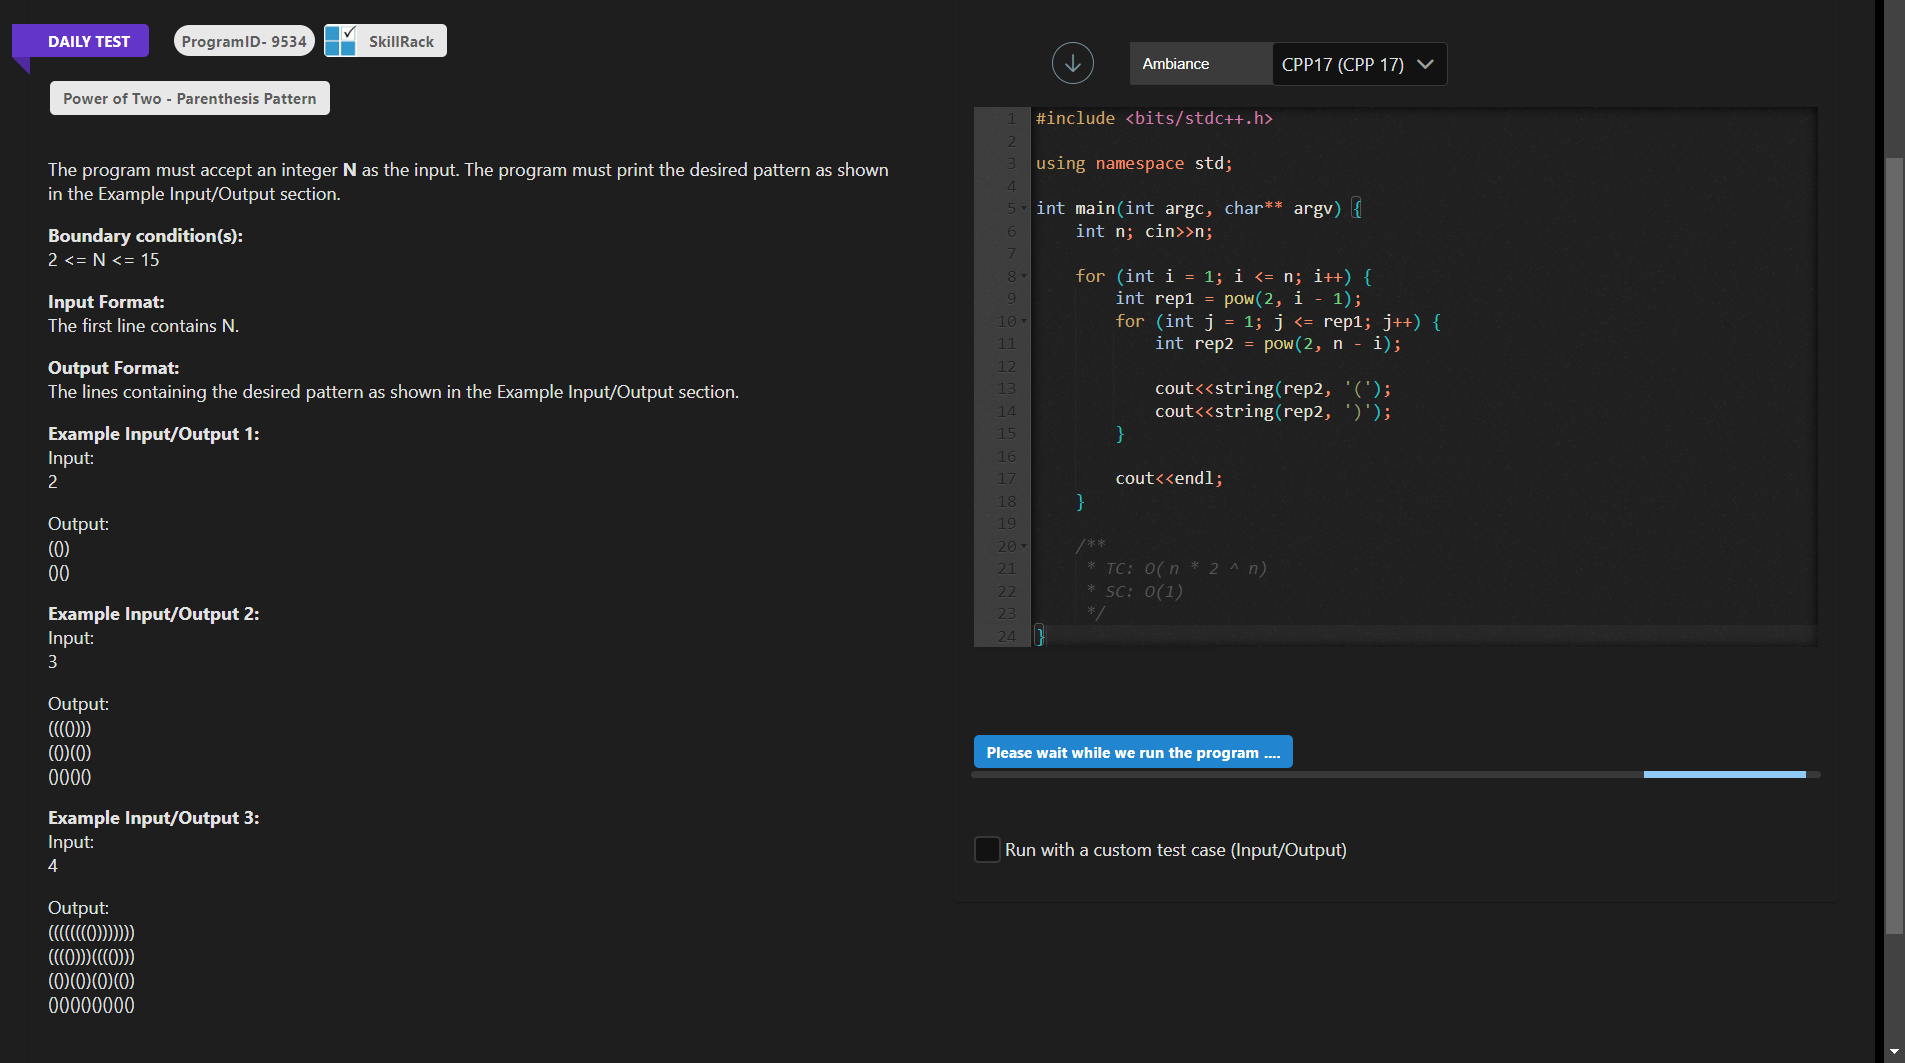 DAILY TEST
ProgramID- 9534
SkillRack
Power of Two - Parenthesis Pattern
The program must accept an integer N as the input. The program must print the desired pattern as shown
in the Example Input/Output section.
Boundary condition(s):
2 <= N <= 15
Input Format:
The first line contains N.
Output Format:
The lines containing the desired pattern as shown in the Example Input/Output section.
Example Input/Output 1:
Input:
2
Output:
(())
()()
Example Input/Output 2:
Input:
3
Output:
(((())))
(())(())
()()()()
Example Input/Output 3:
Input:
4
Output:
(((((((())))))))
(((())))(((())))
(())(())(())(())
()()()()()()()()
Ambiance
CPP17 (CPP 17)
1 #include <bits/stdc++.h>
2
3 using namespace std;
4
5 int main(int argc, char** argv) {
6     int n; cin>>n;
7
8     for (int i = 1; i <= n; i++) {
9         int rep1 = pow(2, i - 1);
10         for (int j = 1; j <= rep1; j++) {
11             int rep2 = pow(2, n - i);
12
13             cout<<string(rep2, '(');
14             cout<<string(rep2, ')');
15         }
16
17         cout<<endl;
18     }
19
20     /**
21      * TC: O( n * 2 ^ n)
22      * SC: O(1)
23      */
24 }
Please wait while we run the program ....
Run with a custom test case (Input/Output)